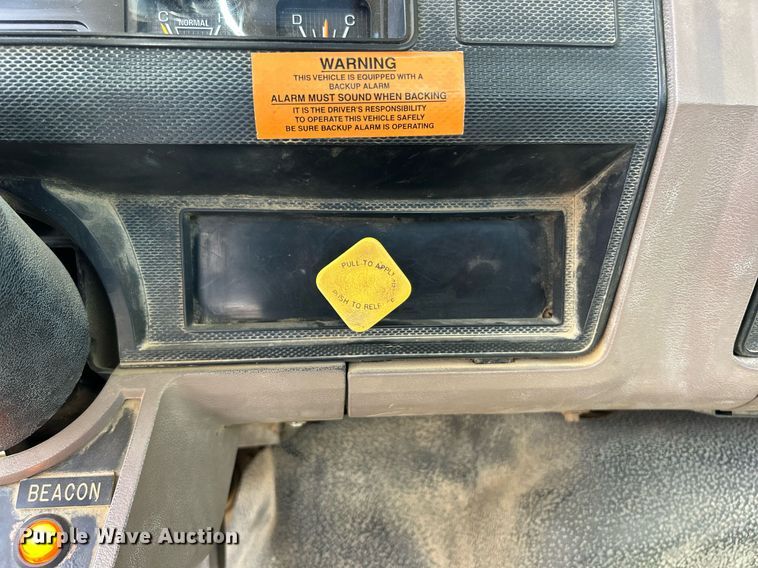 NORMAL
D C
WARNING
THIS VEHICLE IS EQUIPPED WITH A
BACKUP ALARM
ALARM MUST SOUND WHEN BACKING
IT IS THE DRIVER'S RESPONSIBILITY
TO OPERATE THIS VEHICLE SAFELY
BE SURE BACKUP ALARM IS OPERATING
PULL TO APPLY
PUSH TO RELE
BEACON
Purple Wave Auction